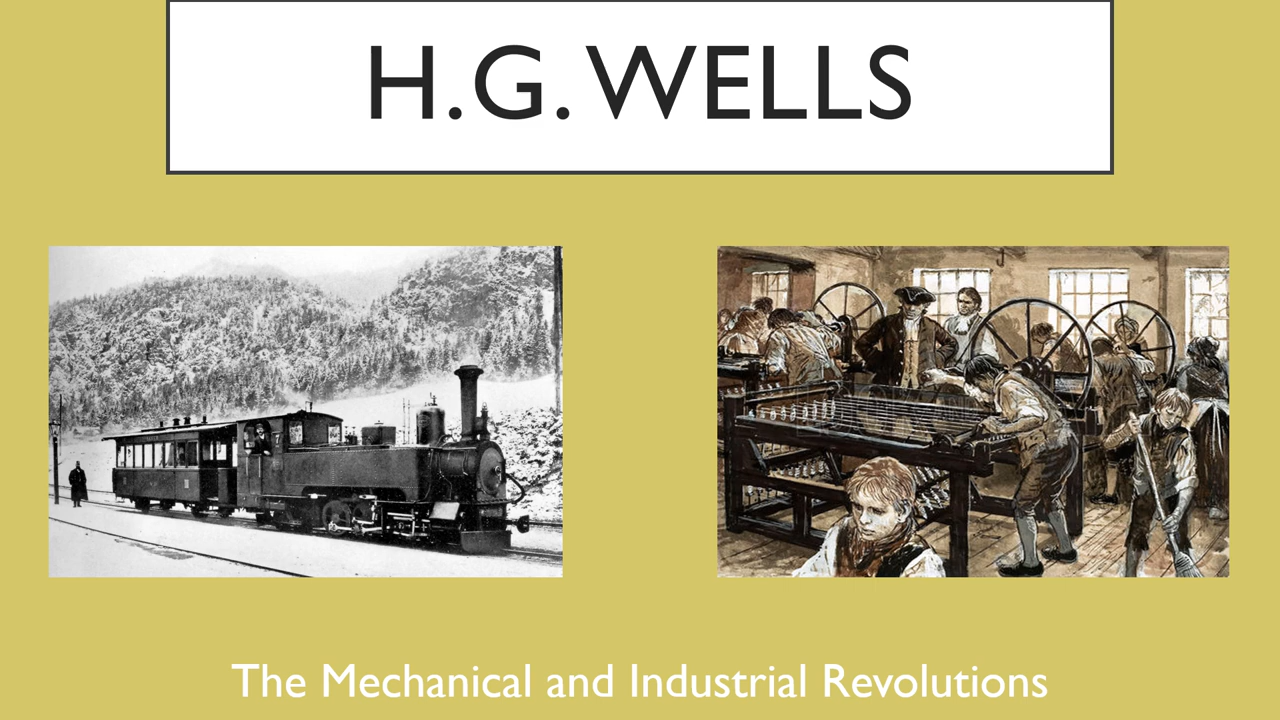 H.G. WELLS
The Mechanical and Industrial Revolutions